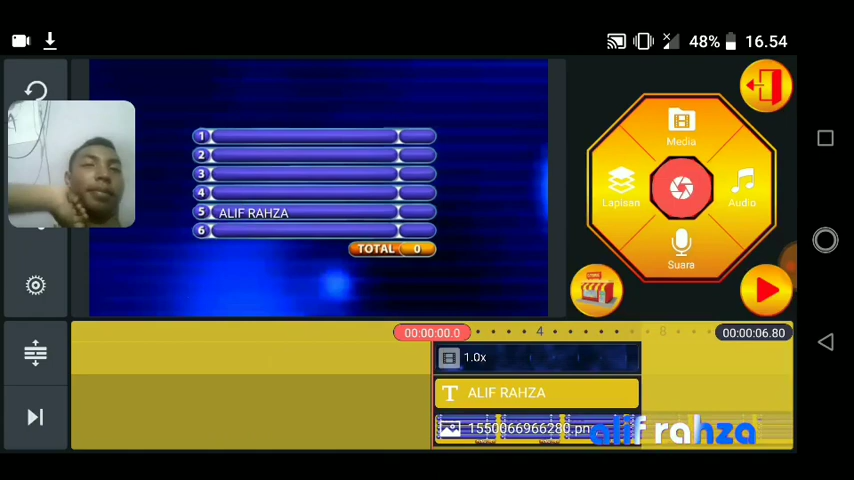 48% 16.54
1
2
3
4
5 ALIF RAHZA
6
TOTAL 0
Media
Lapisan
Audio
Suara
STORE
00:00:00.0 4 8 00:00:06.80
1.0x
T ALIF RAHZA
1550066966280.pn
alif rahza